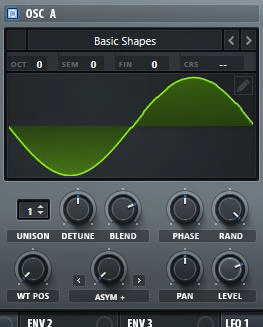 OSC A
Basic Shapes
OCT 0 SEM 0 FIN 0 CRS --
1
UNISON DETUNE BLEND PHASE RAND
WT POS ASYM + PAN LEVEL
ENV 2 ENV 3 LFO 1